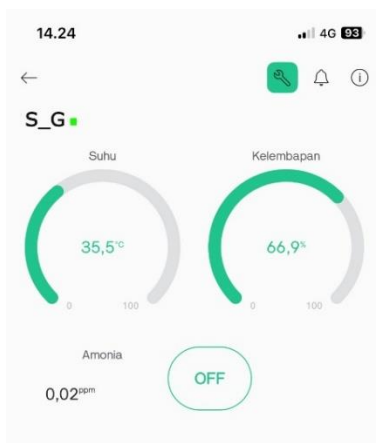 14.24 4G 93
S_G
Suhu Kelembapan
35,5°C 66,9%
0 100 0 100
Amonia
OFF
0,02ppm